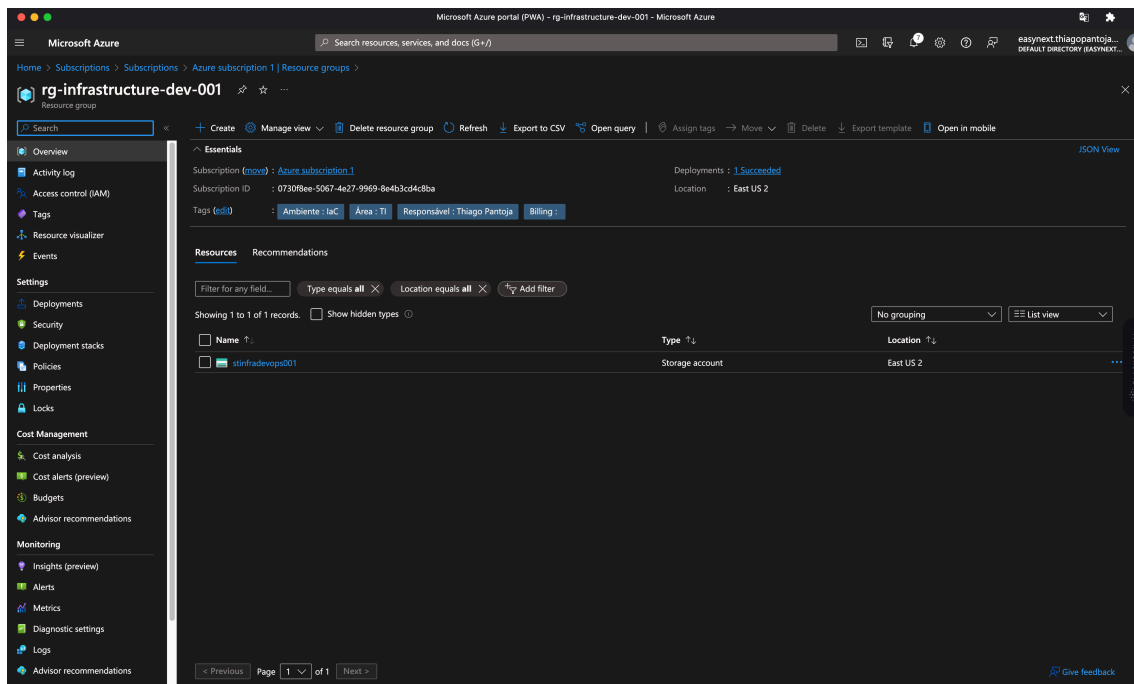 Microsoft Azure portal (PWA) - rg-infrastructure-dev-001 - Microsoft Azure
Microsoft Azure
Search resources, services, and docs (G+/)
7
easynext.thiagopantoja...
DEFAULT DIRECTORY (EASYNEXT...
Home > Subscriptions > Subscriptions > Azure subscription 1 | Resource groups >
rg-infrastructure-dev-001
Resource group
Search
Overview
Activity log
Access control (IAM)
Tags
Resource visualizer
Events
Settings
Deployments
Security
Deployment stacks
Policies
Properties
Locks
Cost Management
Cost analysis
Cost alerts (preview)
Budgets
Advisor recommendations
Monitoring
Insights (preview)
Alerts
Metrics
Diagnostic settings
Logs
Advisor recommendations
Create Manage view Delete resource group Refresh Export to CSV Open query Assign tags Move Delete Export template Open in mobile
Essentials JSON View
Subscription (move) : Azure subscription 1 Deployments : 1 Succeeded
Subscription ID : 0730f8ee-5067-4e27-9969-8e4b3cd4c8ba Location : East US 2
Tags (edit) : Ambiente : IaC Área : TI Responsável : Thiago Pantoja Billing :
Resources Recommendations
Filter for any field... Type equals all Location equals all Add filter
Showing 1 to 1 of 1 records. Show hidden types No grouping List view
Name Type Location
stinfradevops001 Storage account East US 2
< Previous Page 1 of 1 Next > Give feedback